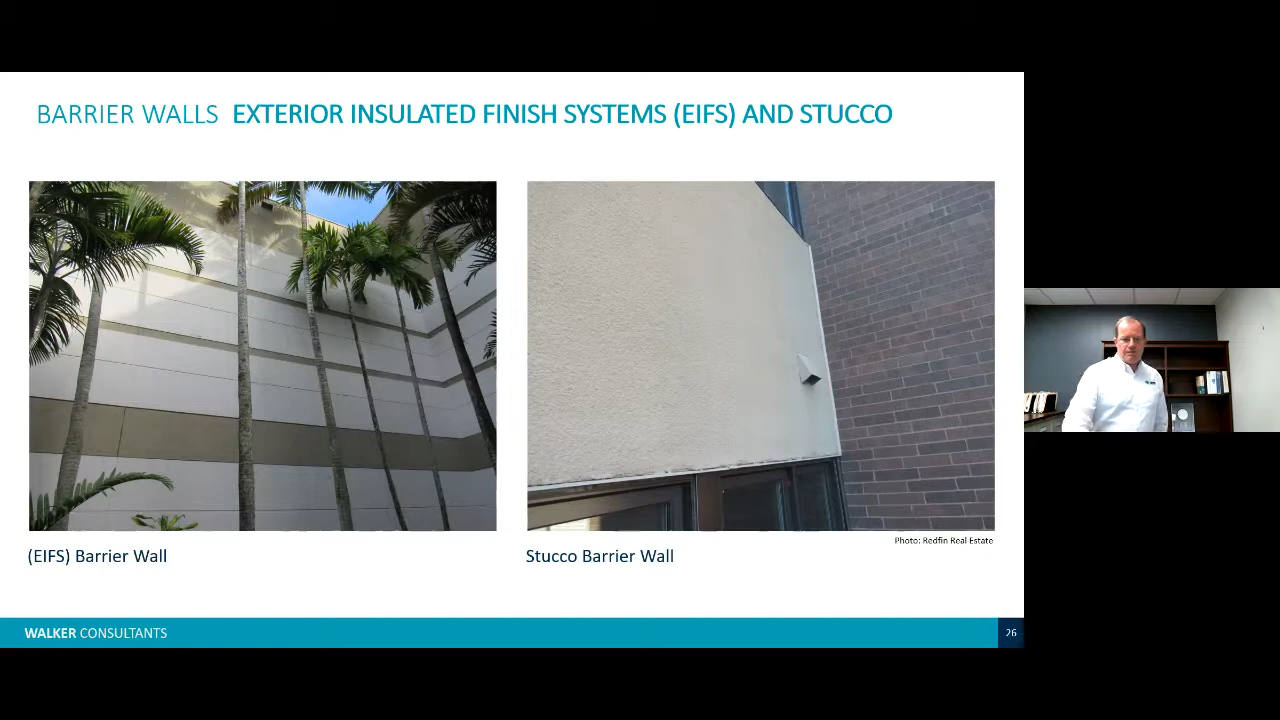 BARRIER WALLS EXTERIOR INSULATED FINISH SYSTEMS (EIFS) AND STUCCO
Photo: Redfin Real Estate
(EIFS) Barrier Wall
Stucco Barrier Wall
WALKER CONSULTANTS
26